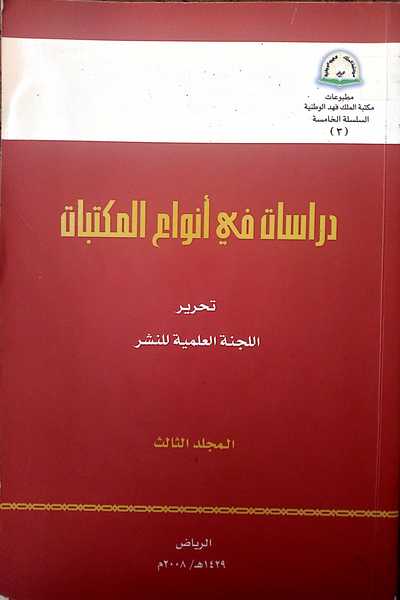 مطبوعات
مكتبة الملك فهد الوطنية
السلسلة الخامسة
(٣)
دراسات في أنواع المكتبات
تحرير
اللجنة العلمية للنشر
المجلد الثالث
الرياض
١٤٢٩هـ/ ٢٠٠٨م